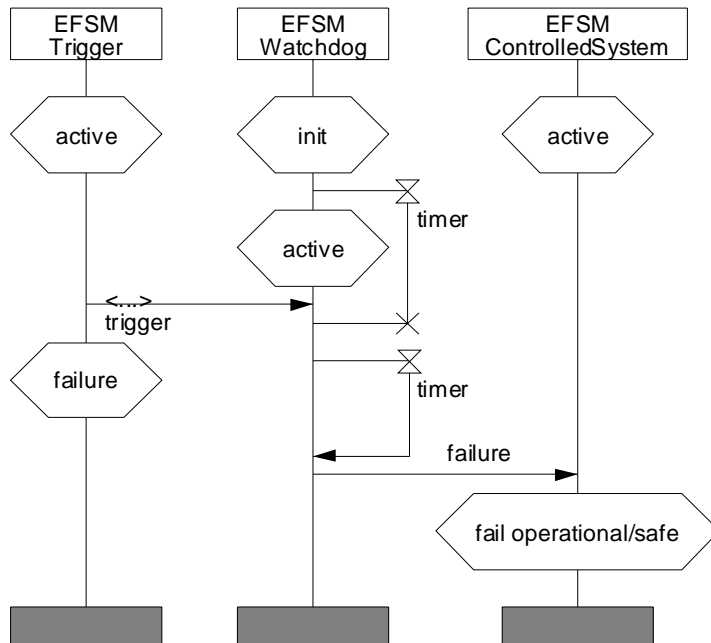 EFSM
Trigger
EFSM
Watchdog
EFSM
ControlledSystem
active
init
active
timer
active
<...>
trigger
failure
timer
failure
fail operational/safe